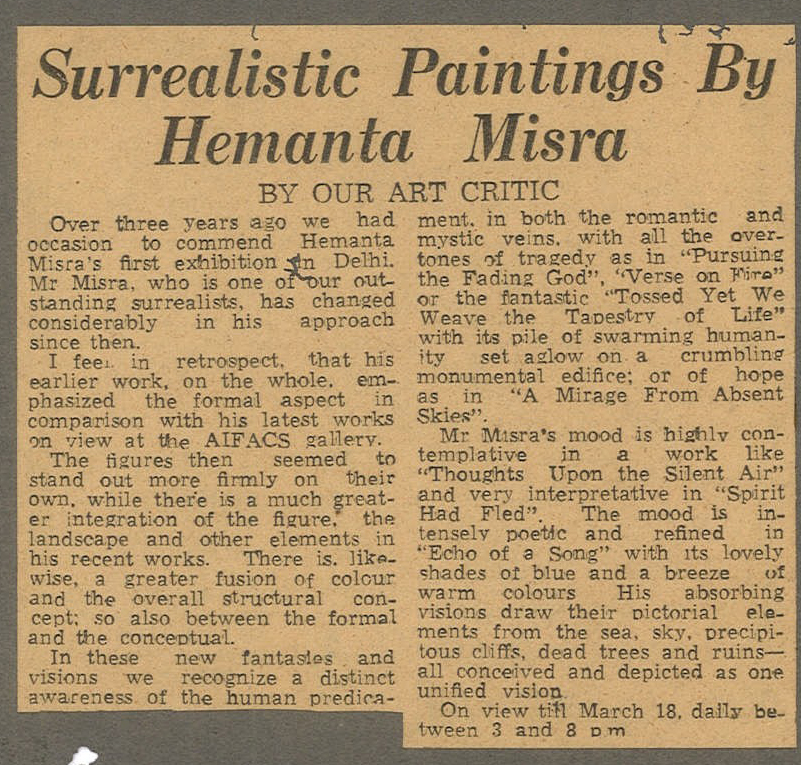 Surrealistic Paintings By
Hemanta Misra
BY OUR ART CRITIC
Over three years ago we had
occasion to commend Hemanta
Misra's first exhibition in Delhi.
Mr Misra, who is one of our out-
standing surrealists, has changed
considerably in his approach
since then.
I feel in retrospect, that his
earlier work, on the whole, em-
phasized the formal aspect in
comparison with his latest works
on view at the AIFACS gallery.
The figures then seemed to
stand out more firmly on their
own, while there is a much great-
er integration of the figure, the
landscape and other elements in
his recent works. There is, like-
wise, a greater fusion of colour
and the overall structural con-
cept; so also between the formal
and the conceptual.
In these new fantasies and
visions we recognize a distinct
awareness of the human predica-
ment, in both the romantic and
mystic veins, with all the over-
tones of tragedy as in "Pursuing
the Fading God", "Verse on Fire"
or the fantastic "Tossed Yet We
Weave the Tapestry of Life"
with its pile of swarming human-
ity set aglow on a crumbling
monumental edifice; or of hope
as in "A Mirage From Absent
Skies".
Mr Misra's mood is highly con-
templative in a work like
"Thoughts Upon the Silent Air"
and very interpretative in "Spirit
Had Fled". The mood is in-
tensely poetic and refined in
"Echo of a Song" with its lovely
shades of blue and a breeze of
warm colours His absorbing
visions draw their pictorial ele-
ments from the sea, sky, precipi-
tous cliffs, dead trees and ruins—
all conceived and depicted as one
unified vision.
On view till March 18, daily be-
tween 3 and 8 p m